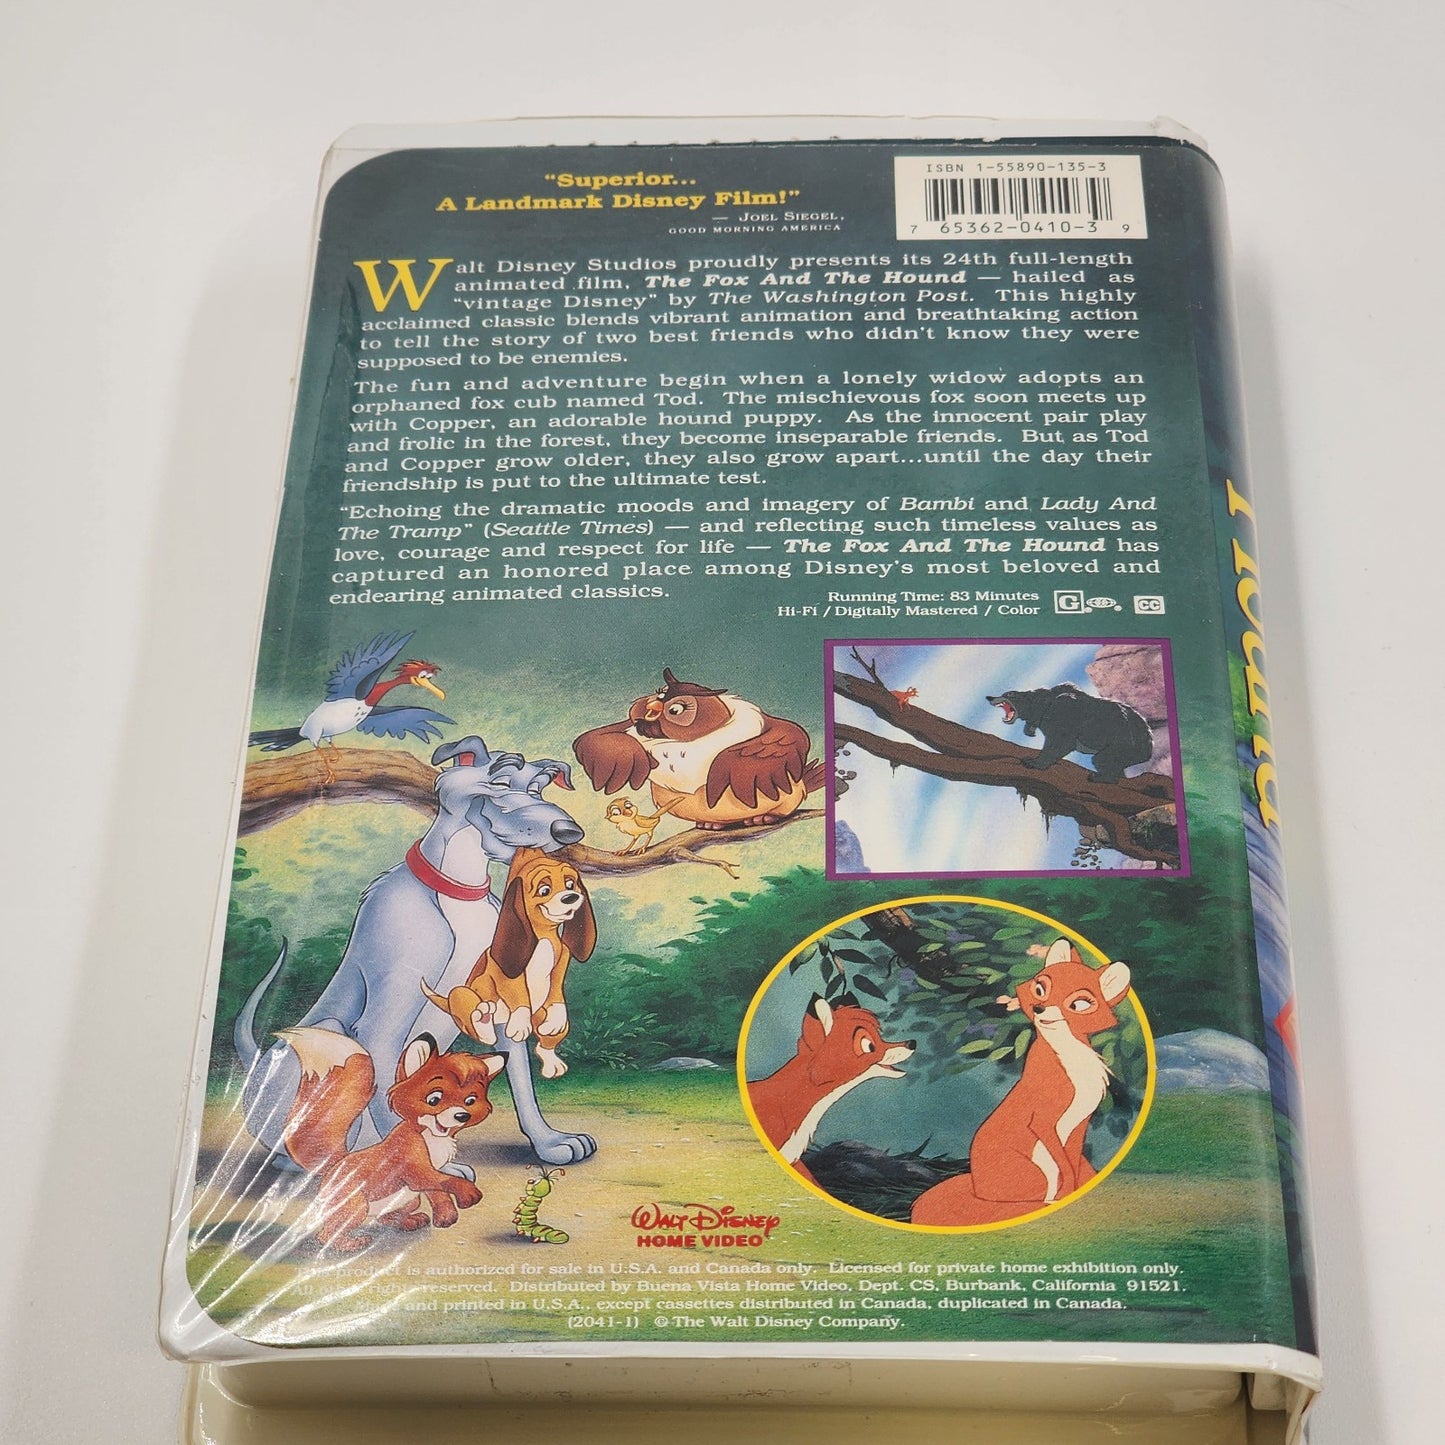 "Superior...
A Landmark Disney Film!"
— JOEL SIEGEL,
GOOD MORNING AMERICA
ISBN 1-55890-135-3
7 65362-0410-3 9
Walt Disney Studios proudly presents its 24th full-length
animated film, The Fox And The Hound — hailed as
"vintage Disney" by The Washington Post. This highly
acclaimed classic blends vibrant animation and breathtaking action
to tell the story of two best friends who didn't know they were
supposed to be enemies.
The fun and adventure begin when a lonely widow adopts an
orphaned fox cub named Tod. The mischievous fox soon meets up
with Copper, an adorable hound puppy. As the innocent pair play
and frolic in the forest, they become inseparable friends. But as Tod
and Copper grow older, they also grow apart...until the day their
friendship is put to the ultimate test.
"Echoing the dramatic moods and imagery of Bambi and Lady And
The Tramp" (Seattle Times) — and reflecting such timeless values as
love, courage and respect for life — The Fox And The Hound has
captured an honored place among Disney's most beloved and
endearing animated classics.
Running Time: 83 Minutes
Hi-Fi / Digitally Mastered / Color
G
CC
WALT DISNEY
HOME VIDEO
This product is authorized for sale in U.S.A. and Canada only. Licensed for private home exhibition only.
All other rights reserved. Distributed by Buena Vista Home Video, Dept. CS, Burbank, California 91521.
Made and printed in U.S.A., except cassettes distributed in Canada, duplicated in Canada.
(2041-1) © The Walt Disney Company.